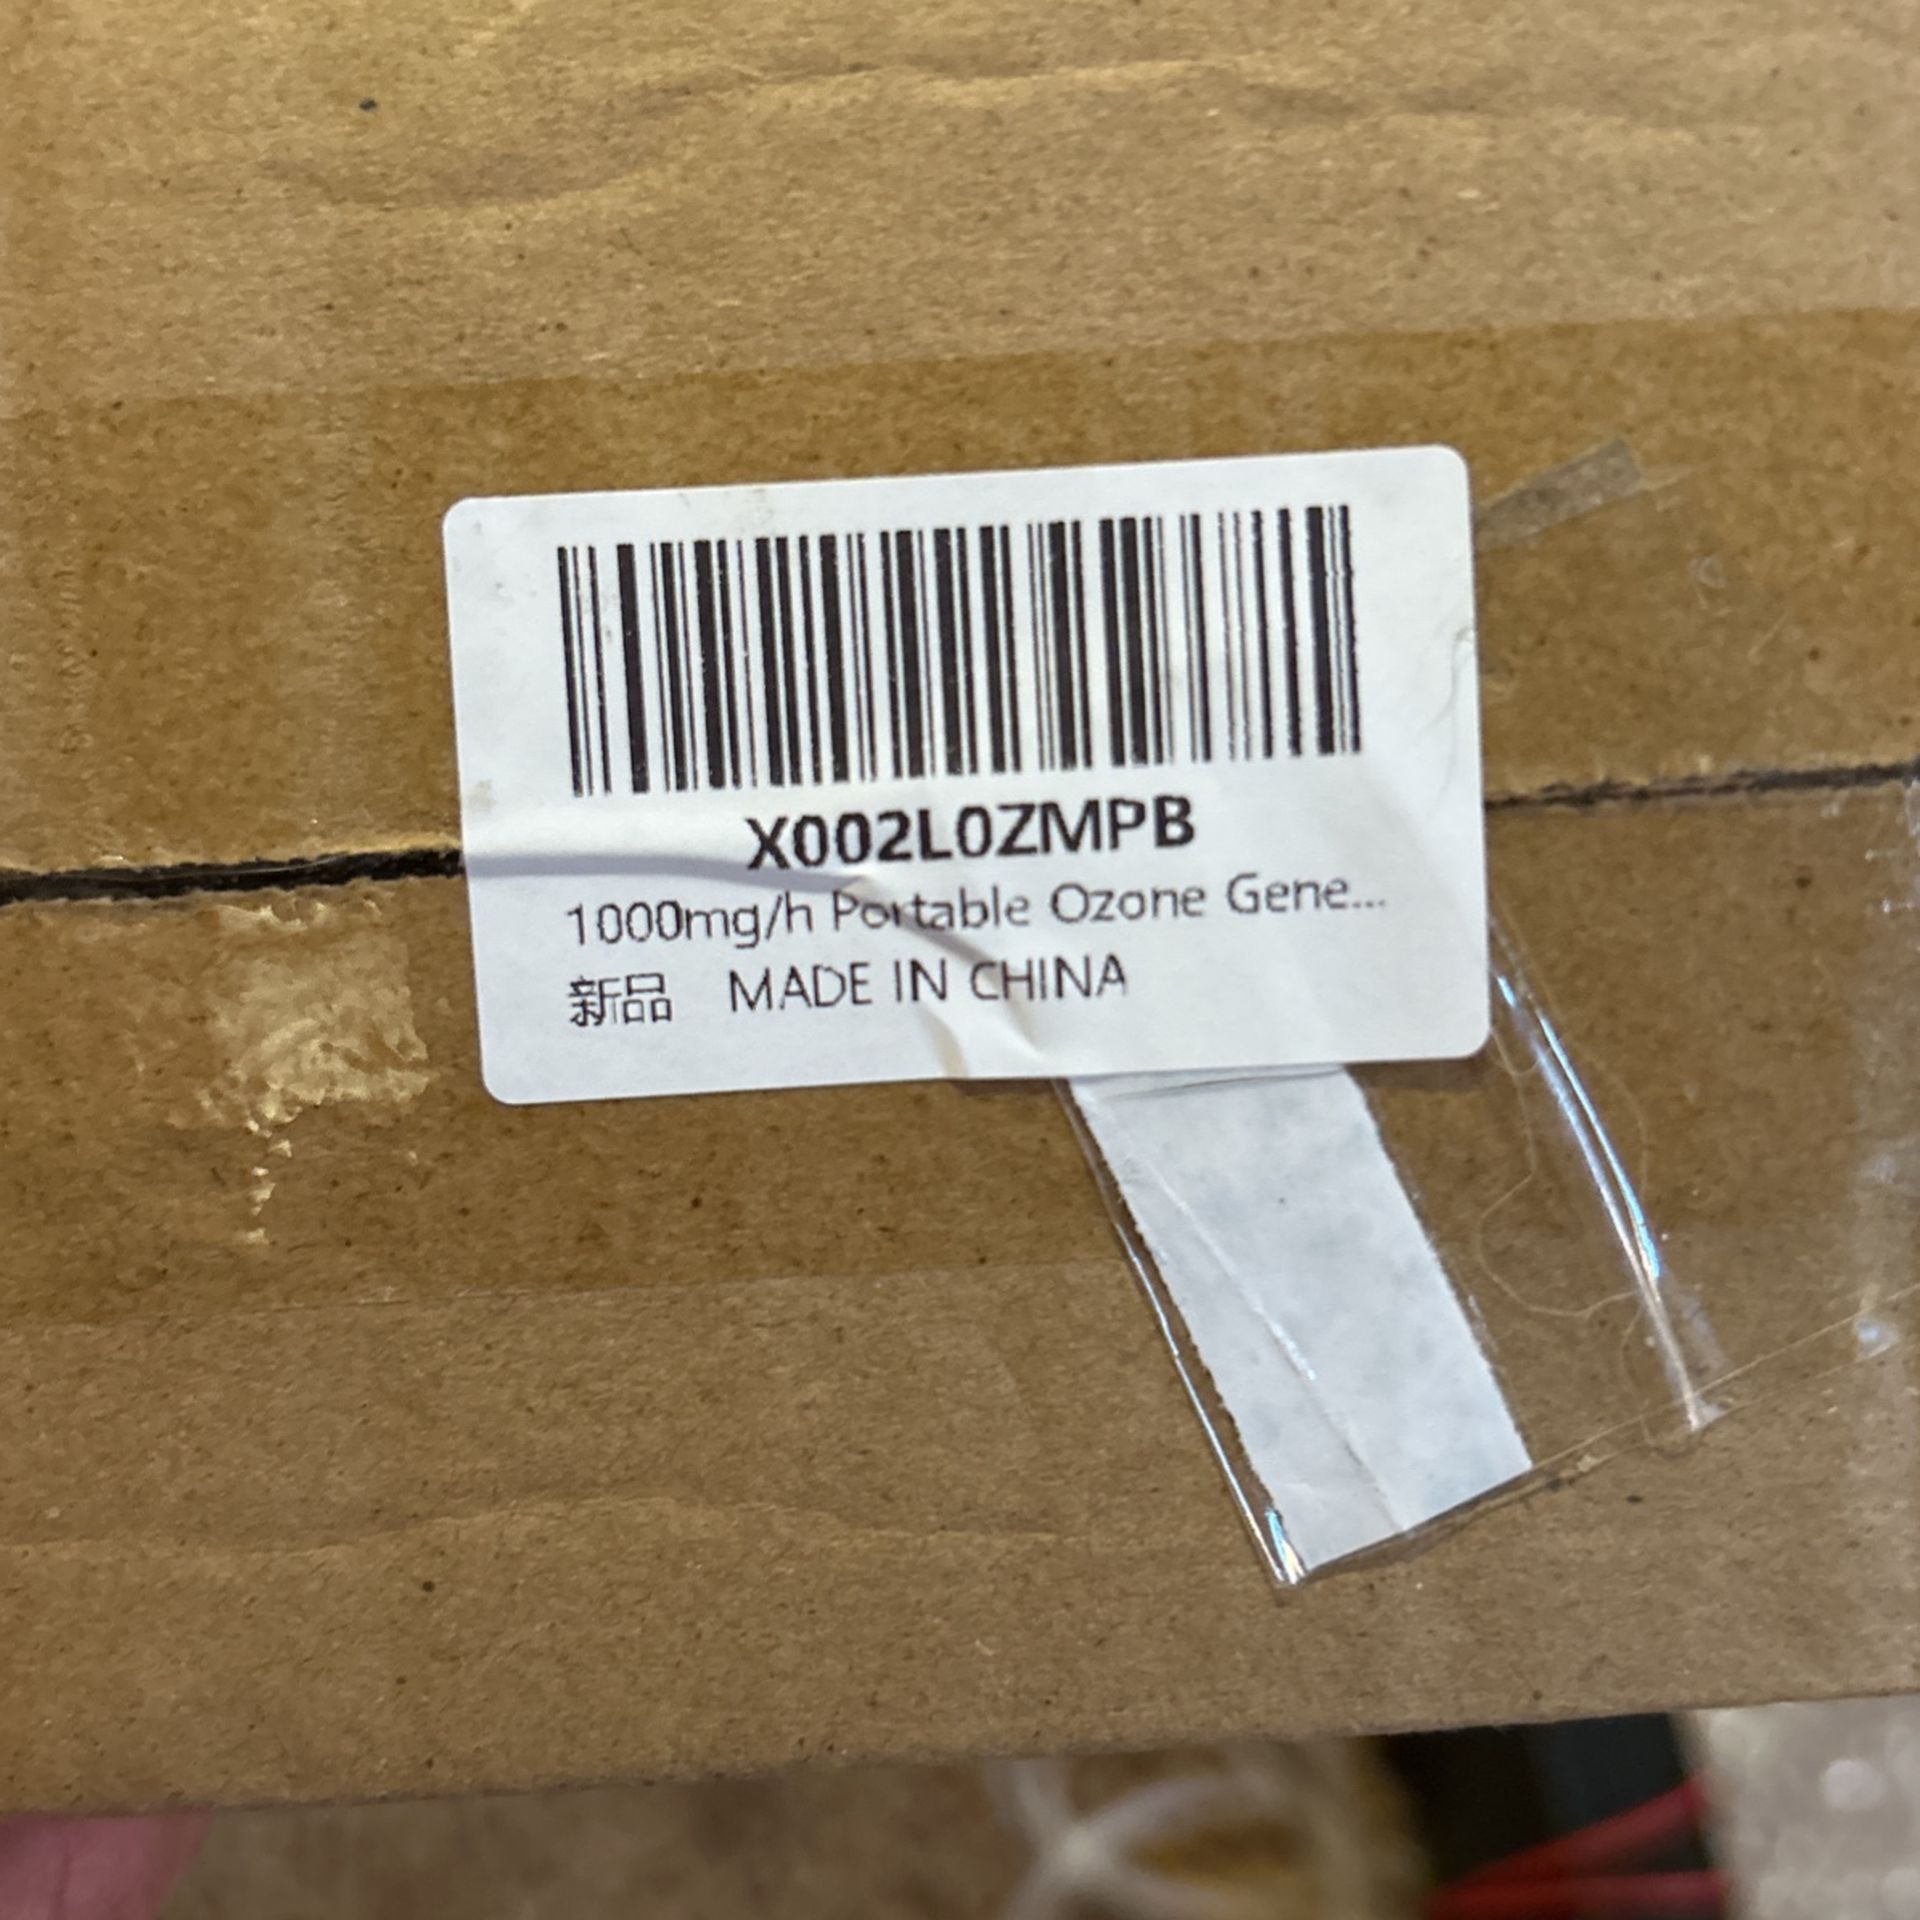 X002L0ZMPB
1000mg/h Portable Ozone Gene...
新品 MADE IN CHINA